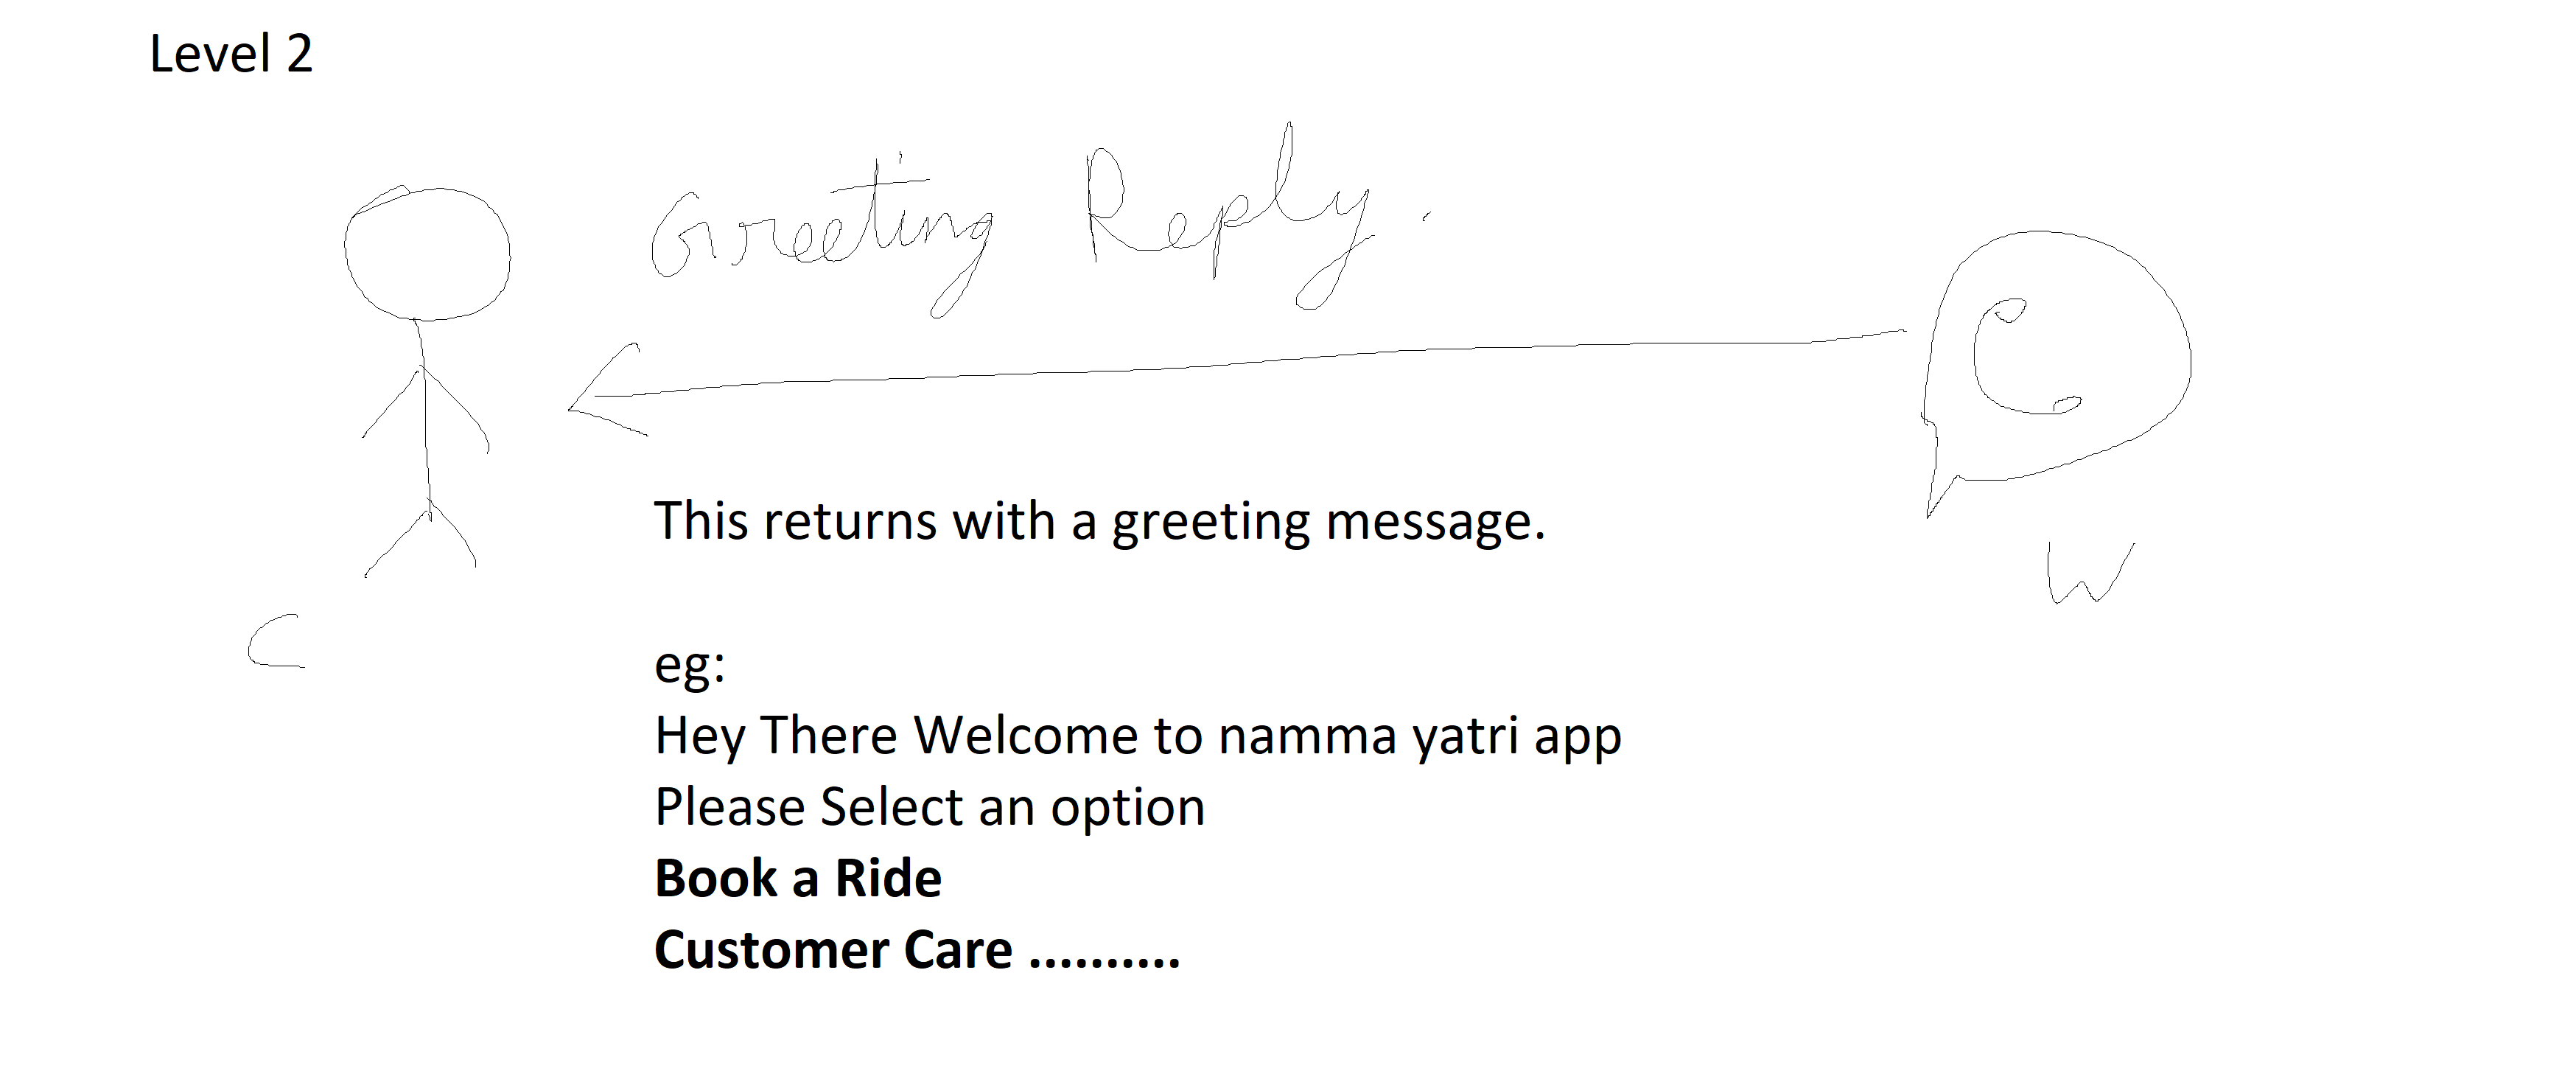 Level 2
Greeting Reply.
This returns with a greeting message.
eg:
Hey There Welcome to namma yatri app
Please Select an option
Book a Ride
Customer Care ..........
C
W